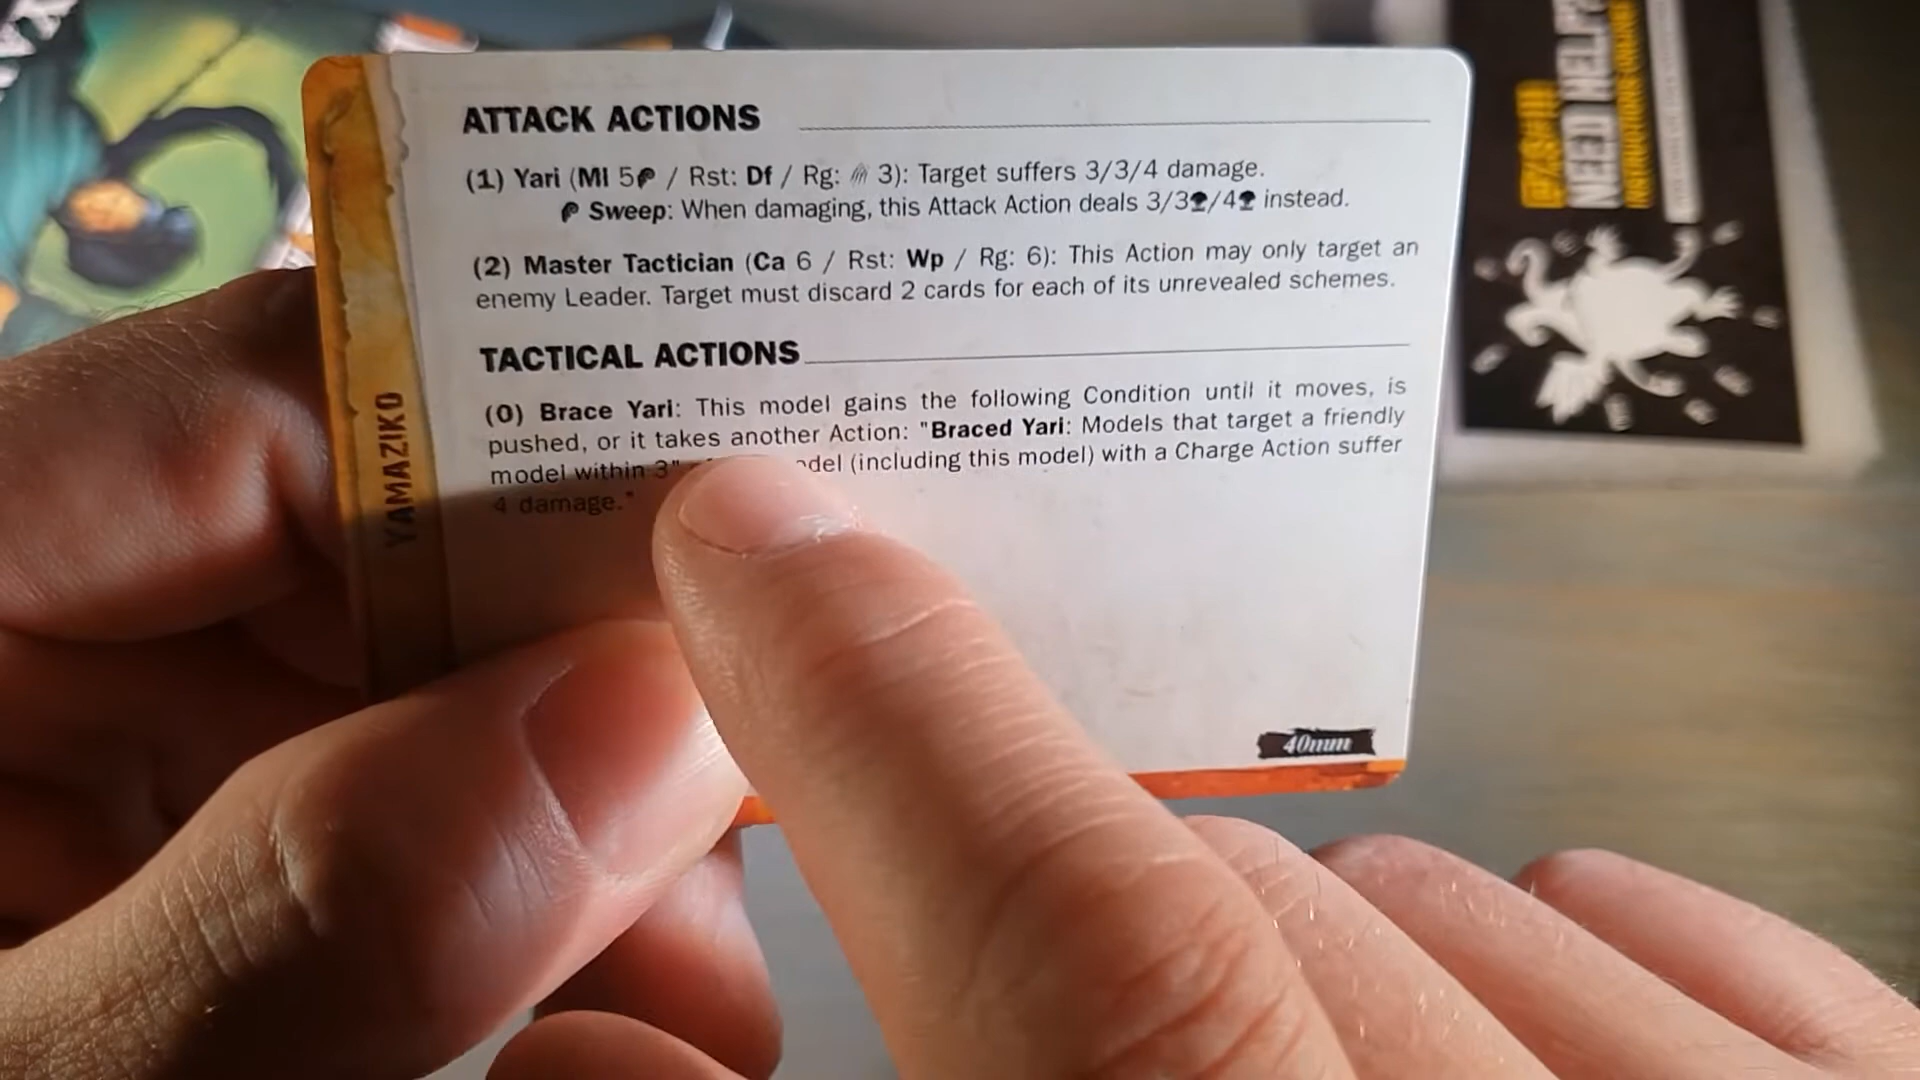 ATTACK ACTIONS
(1) Yari (Ml 5 / Rst: Df / Rg: 3): Target suffers 3/3/4 damage.
Sweep: When damaging, this Attack Action deals 3/3/4 instead.
(2) Master Tactician (Ca 6 / Rst: Wp / Rg: 6): This Action may only target an
enemy Leader. Target must discard 2 cards for each of its unrevealed schemes.
TACTICAL ACTIONS
(0) Brace Yari: This model gains the following Condition until it moves, is
pushed, or it takes another Action: "Braced Yari: Models that target a friendly
model within 3" (including this model) with a Charge Action suffer
4 damage."
YAMAZIKO
40mm
NEED HELP